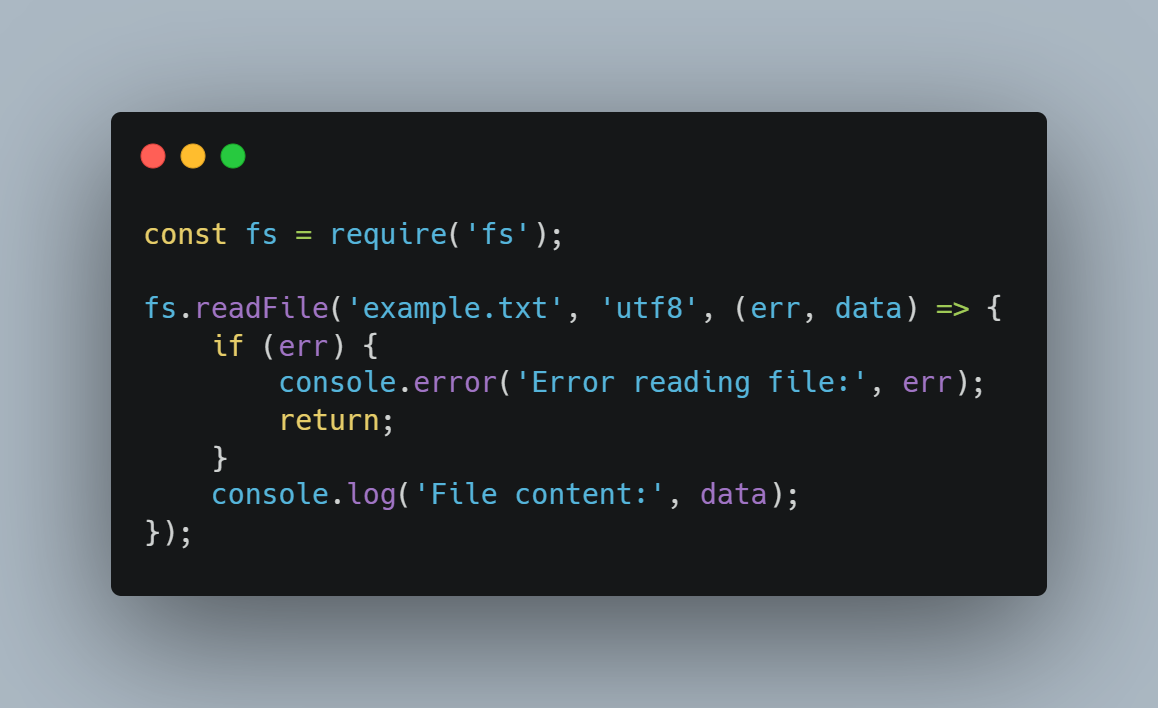 const fs = require('fs');

fs.readFile('example.txt', 'utf8', (err, data) => {
    if (err) {
        console.error('Error reading file:', err);
        return;
    }
    console.log('File content:', data);
});